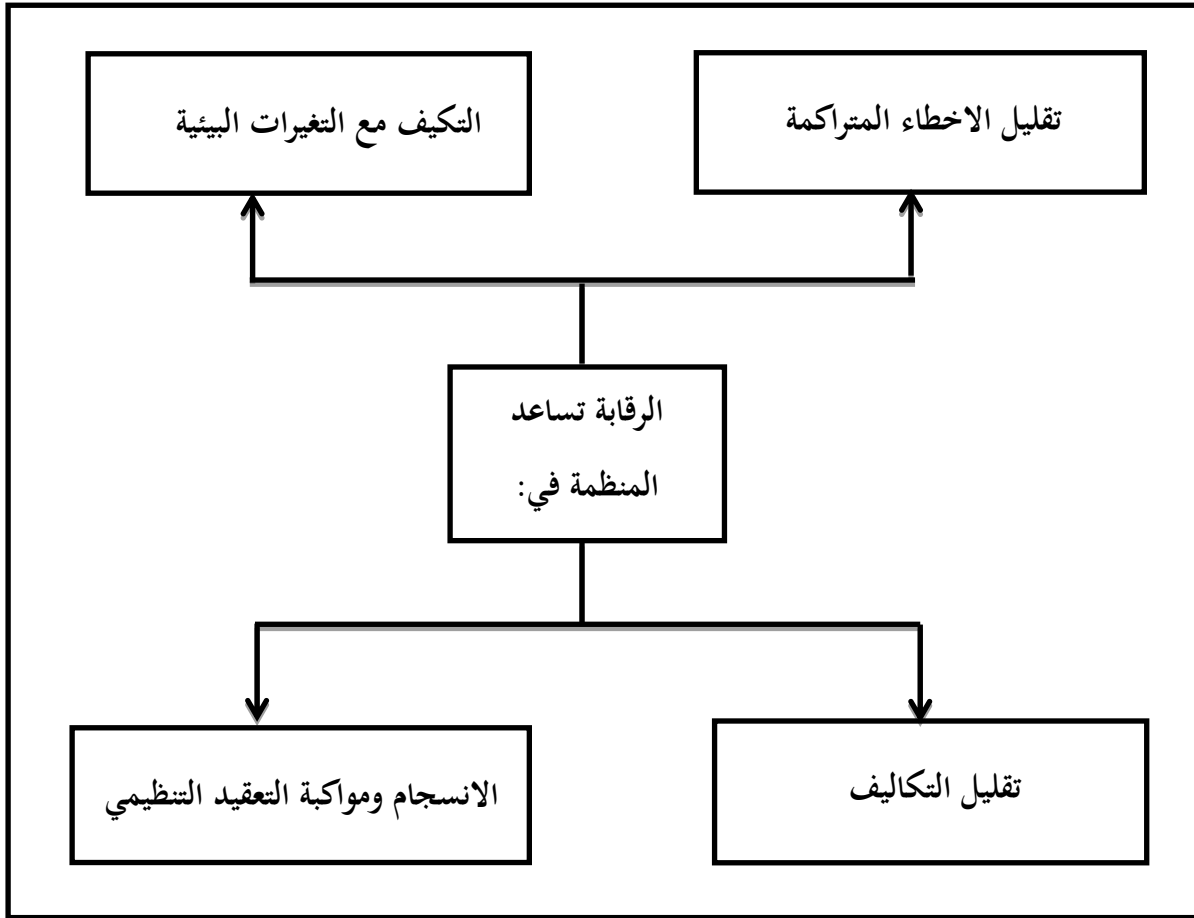 تقليل الاخطاء المتراكمة
التكيف مع التغيرات البيئية
الرقابة تساعد
المنظمة في:
تقليل التكاليف
الانسجام ومواكبة التعقيد التنظيمي